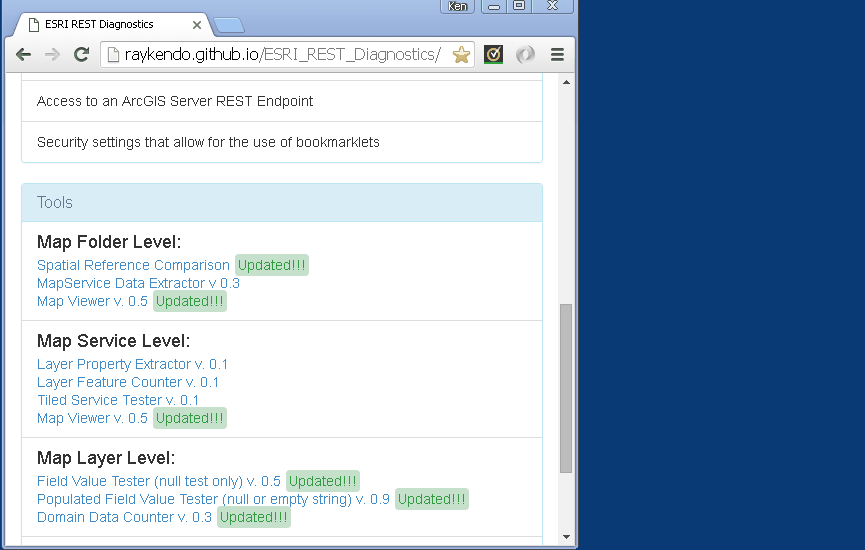 Ken
ESRI REST Diagnostics
raykendo.github.io/ESRI_REST_Diagnostics/
Access to an ArcGIS Server REST Endpoint
Security settings that allow for the use of bookmarklets
Tools
Map Folder Level:
Spatial Reference Comparison Updated!!!
MapService Data Extractor v 0.3
Map Viewer v. 0.5 Updated!!!
Map Service Level:
Layer Property Extractor v. 0.1
Layer Feature Counter v. 0.1
Tiled Service Tester v. 0.1
Map Viewer v. 0.5 Updated!!!
Map Layer Level:
Field Value Tester (null test only) v. 0.5 Updated!!!
Populated Field Value Tester (null or empty string) v. 0.9 Updated!!!
Domain Data Counter v. 0.3 Updated!!!